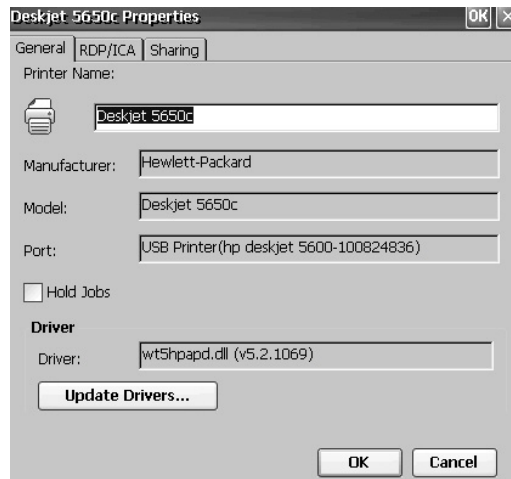 Deskjet 5650c Properties OK
General RDP/ICA Sharing
Printer Name:
Deskjet 5650c
Manufacturer: Hewlett-Packard
Model: Deskjet 5650c
Port: USB Printer(hp deskjet 5600-100824836)
Hold Jobs
Driver
Driver: wt5hpapd.dll (v5.2.1069)
Update Drivers...
OK Cancel